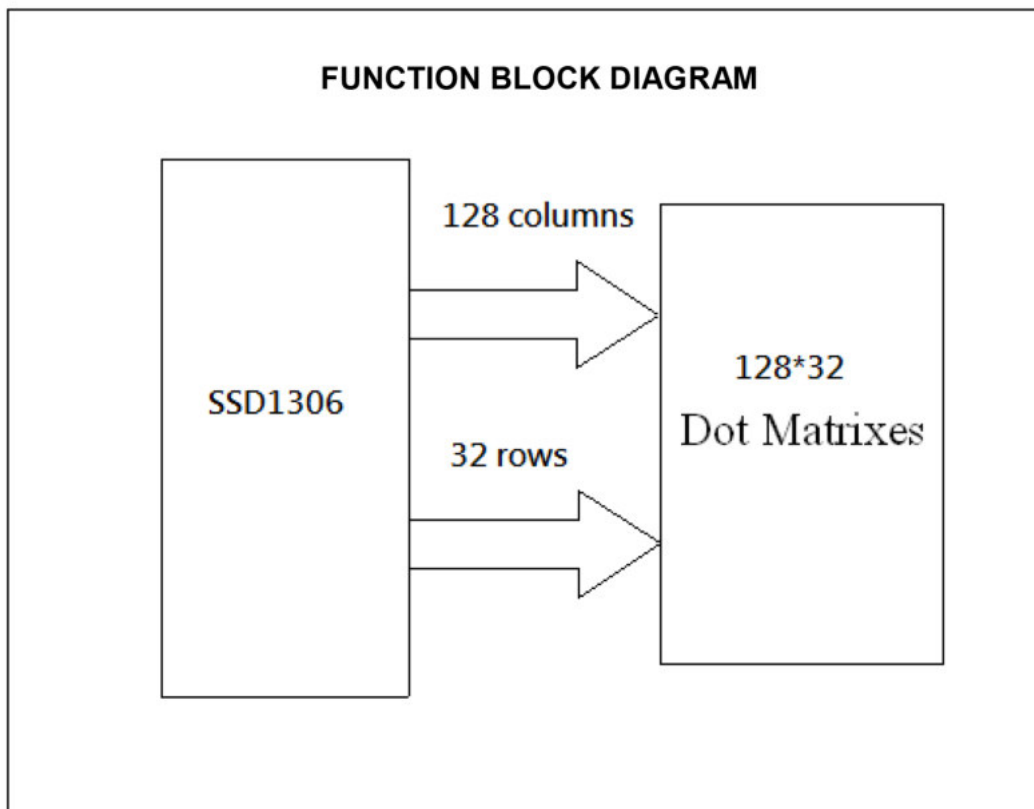 FUNCTION BLOCK DIAGRAM
128 columns
SSD1306
32 rows
128*32
Dot Matrixes